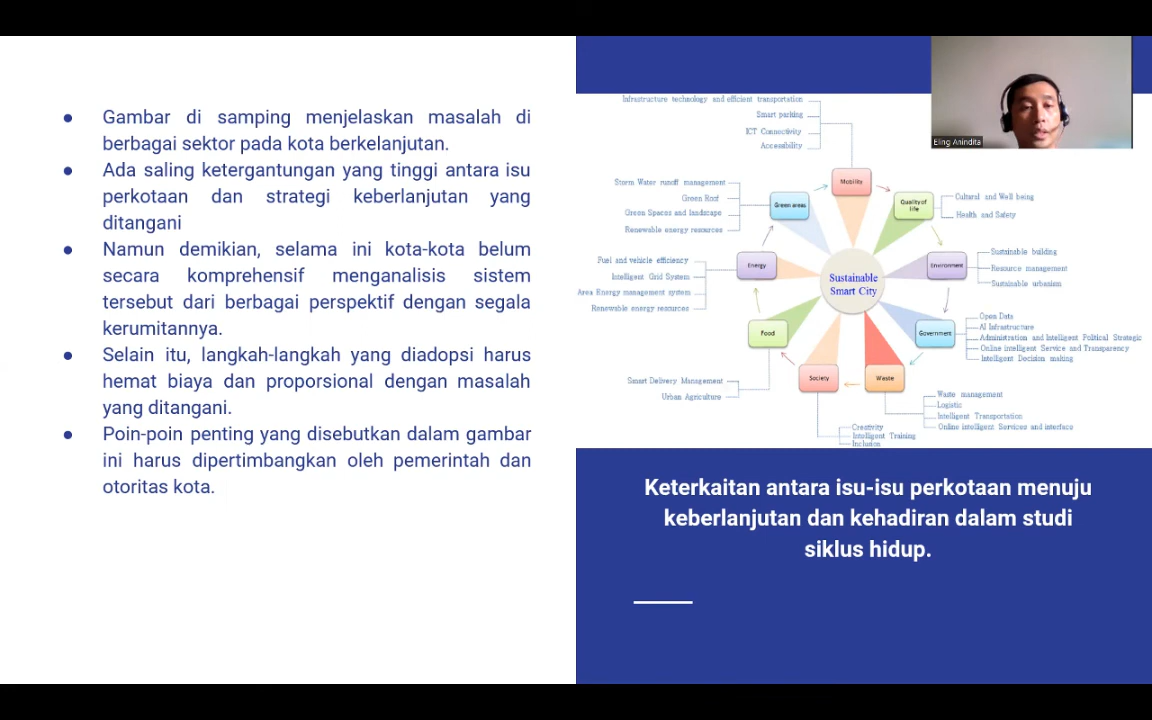 Gambar di samping menjelaskan masalah di
berbagai sektor pada kota berkelanjutan.
Ada saling ketergantungan yang tinggi antara isu
perkotaan dan strategi keberlanjutan yang
ditangani
Namun demikian, selama ini kota-kota belum
secara komprehensif menganalisis sistem
tersebut dari berbagai perspektif dengan segala
kerumitannya.
Selain itu, langkah-langkah yang diadopsi harus
hemat biaya dan proporsional dengan masalah
yang ditangani.
Poin-poin penting yang disebutkan dalam gambar
ini harus dipertimbangkan oleh pemerintah dan
otoritas kota.
Eling Anindita
Infrastructure technology and efficient transportation
Smart parking
ICT Connectivity
Accessibility
Mobility
Storm Water runoff management
Green Roof
Green Spaces and landscape
Renewable energy resources
Green areas
Quality of
life
Cultural and Well being
Health and Safety
Fuel and vehicle efficiency
Intelligent Grid System
Area Energy management system
Renewable energy resources
Energy
Sustainable
Smart City
Environment
Sustainable building
Resource management
Sustainable urbanism
Food
Smart Delivery Management
Urban Agriculture
Government
Open Data
AI Infrastructure
Administration and Intelligent Political Strategic
Online intelligent Service and Transparency
Intelligent Decision making
Society
Creativity
Intelligent Training
Inclusion
Waste
Waste management
Logistic
Intelligent Transportation
Online intelligent Services and interface
Keterkaitan antara isu-isu perkotaan menuju
keberlanjutan dan kehadiran dalam studi
siklus hidup.